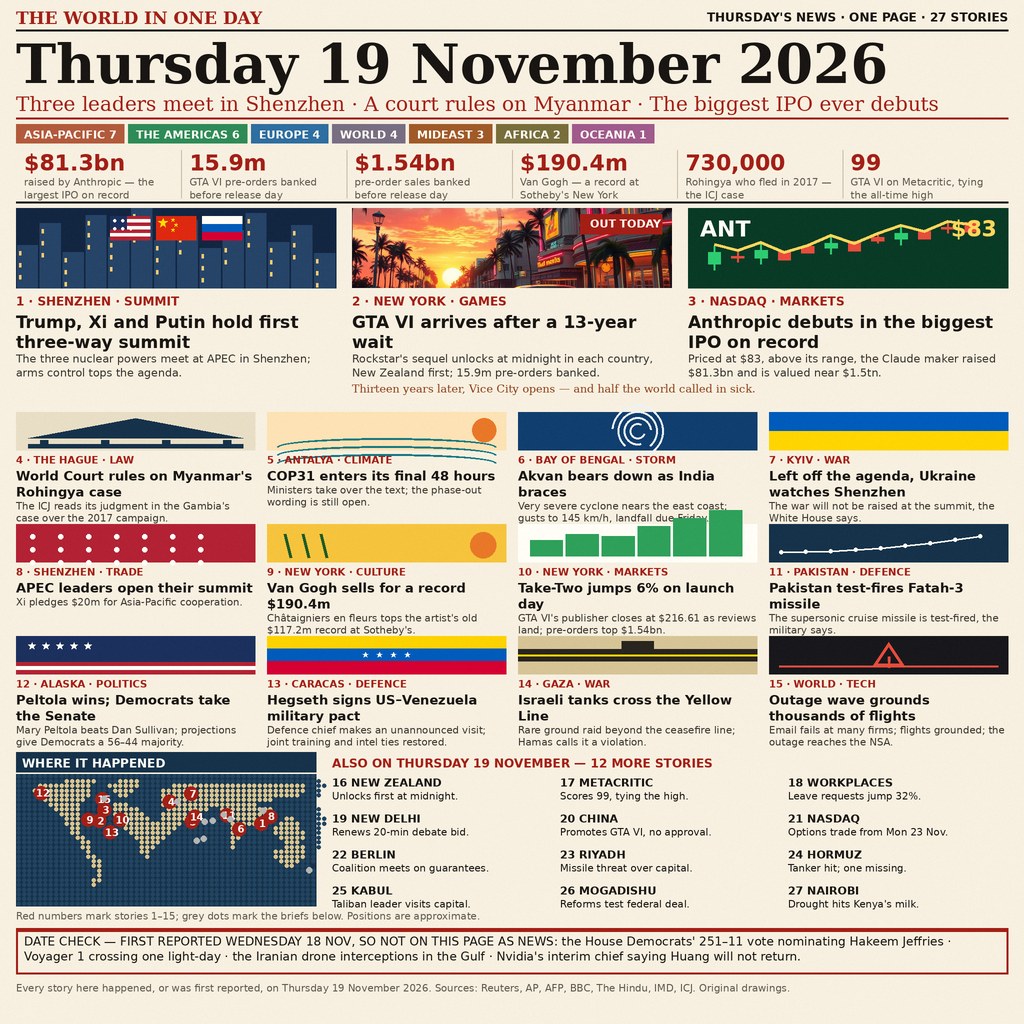 THE WORLD IN ONE DAY
THURSDAY'S NEWS · ONE PAGE · 27 STORIES
Thursday 19 November 2026
Three leaders meet in Shenzhen · A court rules on Myanmar · The biggest IPO ever debuts
ASIA-PACIFIC 7
THE AMERICAS 6
EUROPE 4
WORLD 4
MIDEAST 3
AFRICA 2
OCEANIA 1
$81.3bn
raised by Anthropic — the
largest IPO on record
15.9m
GTA VI pre-orders banked
before release day
$1.54bn
pre-order sales banked
before release day
$190.4m
Van Gogh — a record at
Sotheby's New York
730,000
Rohingya who fled in 2017 —
the ICJ case
99
GTA VI on Metacritic, tying
the all-time high
1 · SHENZHEN · SUMMIT
Trump, Xi and Putin hold first
three-way summit
The three nuclear powers meet at APEC in Shenzhen;
arms control tops the agenda.
OUT TODAY
2 · NEW YORK · GAMES
GTA VI arrives after a 13-year
wait
Rockstar's sequel unlocks at midnight in each country,
New Zealand first; 15.9m pre-orders banked.
Thirteen years later, Vice City opens — and half the world called in sick.
ANT
$83
3 · NASDAQ · MARKETS
Anthropic debuts in the biggest
IPO on record
Priced at $83, above its range, the Claude maker raised
$81.3bn and is valued near $1.5tn.
4 · THE HAGUE · LAW
World Court rules on Myanmar's
Rohingya case
The ICJ reads its judgment in the Gambia's
case over the 2017 campaign.
5 · ANTALYA · CLIMATE
COP31 enters its final 48 hours
Ministers take over the text; the phase-out
wording is still open.
6 · BAY OF BENGAL · STORM
Akvan bears down as India
braces
Very severe cyclone nears the east coast;
gusts to 145 km/h, landfall due Friday.
7 · KYIV · WAR
Left off the agenda, Ukraine
watches Shenzhen
The war will not be raised at the summit, the
White House says.
8 · SHENZHEN · TRADE
APEC leaders open their summit
Xi pledges $20m for Asia-Pacific cooperation.
9 · NEW YORK · CULTURE
Van Gogh sells for a record
$190.4m
Châtaigniers en fleurs tops the artist's old
$117.2m record at Sotheby's.
10 · NEW YORK · MARKETS
Take-Two jumps 6% on launch
day
GTA VI's publisher closes at $216.61 as reviews
land; pre-orders top $1.54bn.
11 · PAKISTAN · DEFENCE
Pakistan test-fires Fatah-3
missile
The supersonic cruise missile is test-fired, the
military says.
12 · ALASKA · POLITICS
Peltola wins; Democrats take
the Senate
Mary Peltola beats Dan Sullivan; projections
give Democrats a 56–44 majority.
13 · CARACAS · DEFENCE
Hegseth signs US–Venezuela
military pact
Defence chief makes an unannounced visit;
joint training and intel ties restored.
14 · GAZA · WAR
Israeli tanks cross the Yellow
Line
Rare ground raid beyond the ceasefire line;
Hamas calls it a violation.
15 · WORLD · TECH
Outage wave grounds
thousands of flights
Email fails at many firms; flights grounded; the
outage reaches the NSA.
WHERE IT HAPPENED
12
15
3
9
2
10
13
4
7
14
6
1
8
Red numbers mark stories 1–15; grey dots mark the briefs below. Positions are approximate.
ALSO ON THURSDAY 19 NOVEMBER — 12 MORE STORIES
16 NEW ZEALAND
Unlocks first at midnight.
17 METACRITIC
Scores 99, tying the high.
18 WORKPLACES
Leave requests jump 32%.
19 NEW DELHI
Renews 20-min debate bid.
20 CHINA
Promotes GTA VI, no approval.
21 NASDAQ
Options trade from Mon 23 Nov.
22 BERLIN
Coalition meets on guarantees.
23 RIYADH
Missile threat over capital.
24 HORMUZ
Tanker hit; one missing.
25 KABUL
Taliban leader visits capital.
26 MOGADISHU
Reforms test federal deal.
27 NAIROBI
Drought hits Kenya's milk.
DATE CHECK — FIRST REPORTED WEDNESDAY 18 NOV, SO NOT ON THIS PAGE AS NEWS: the House Democrats' 251–11 vote nominating Hakeem Jeffries ·
Voyager 1 crossing one light-day · the Iranian drone interceptions in the Gulf · Nvidia's interim chief saying Huang will not return.
Every story here happened, or was first reported, on Thursday 19 November 2026. Sources: Reuters, AP, AFP, BBC, The Hindu, IMD, ICJ. Original drawings.